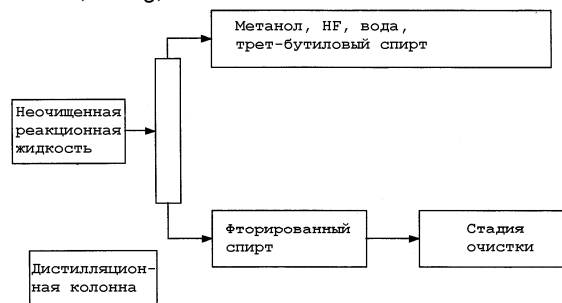 Метанол, HF, вода,
трет-бутиловый спирт
Неочищенная
реакционная
жидкость
Фторированный
спирт
Стадия
очистки
Дистилляцион-
ная колонна